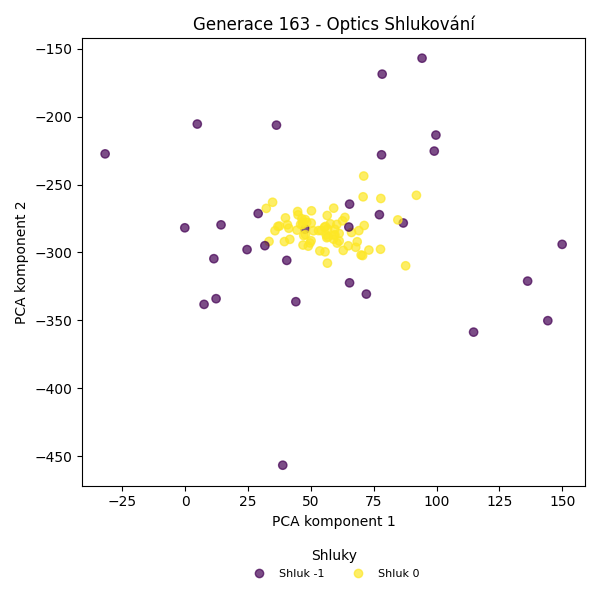 Generace 163 - Optics Shlukování
−150
−200
−250
−300
−350
−400
−450
PCA komponent 2
−25
0
25
50
75
100
125
150
PCA komponent 1
Shluky
Shluk -1
Shluk 0